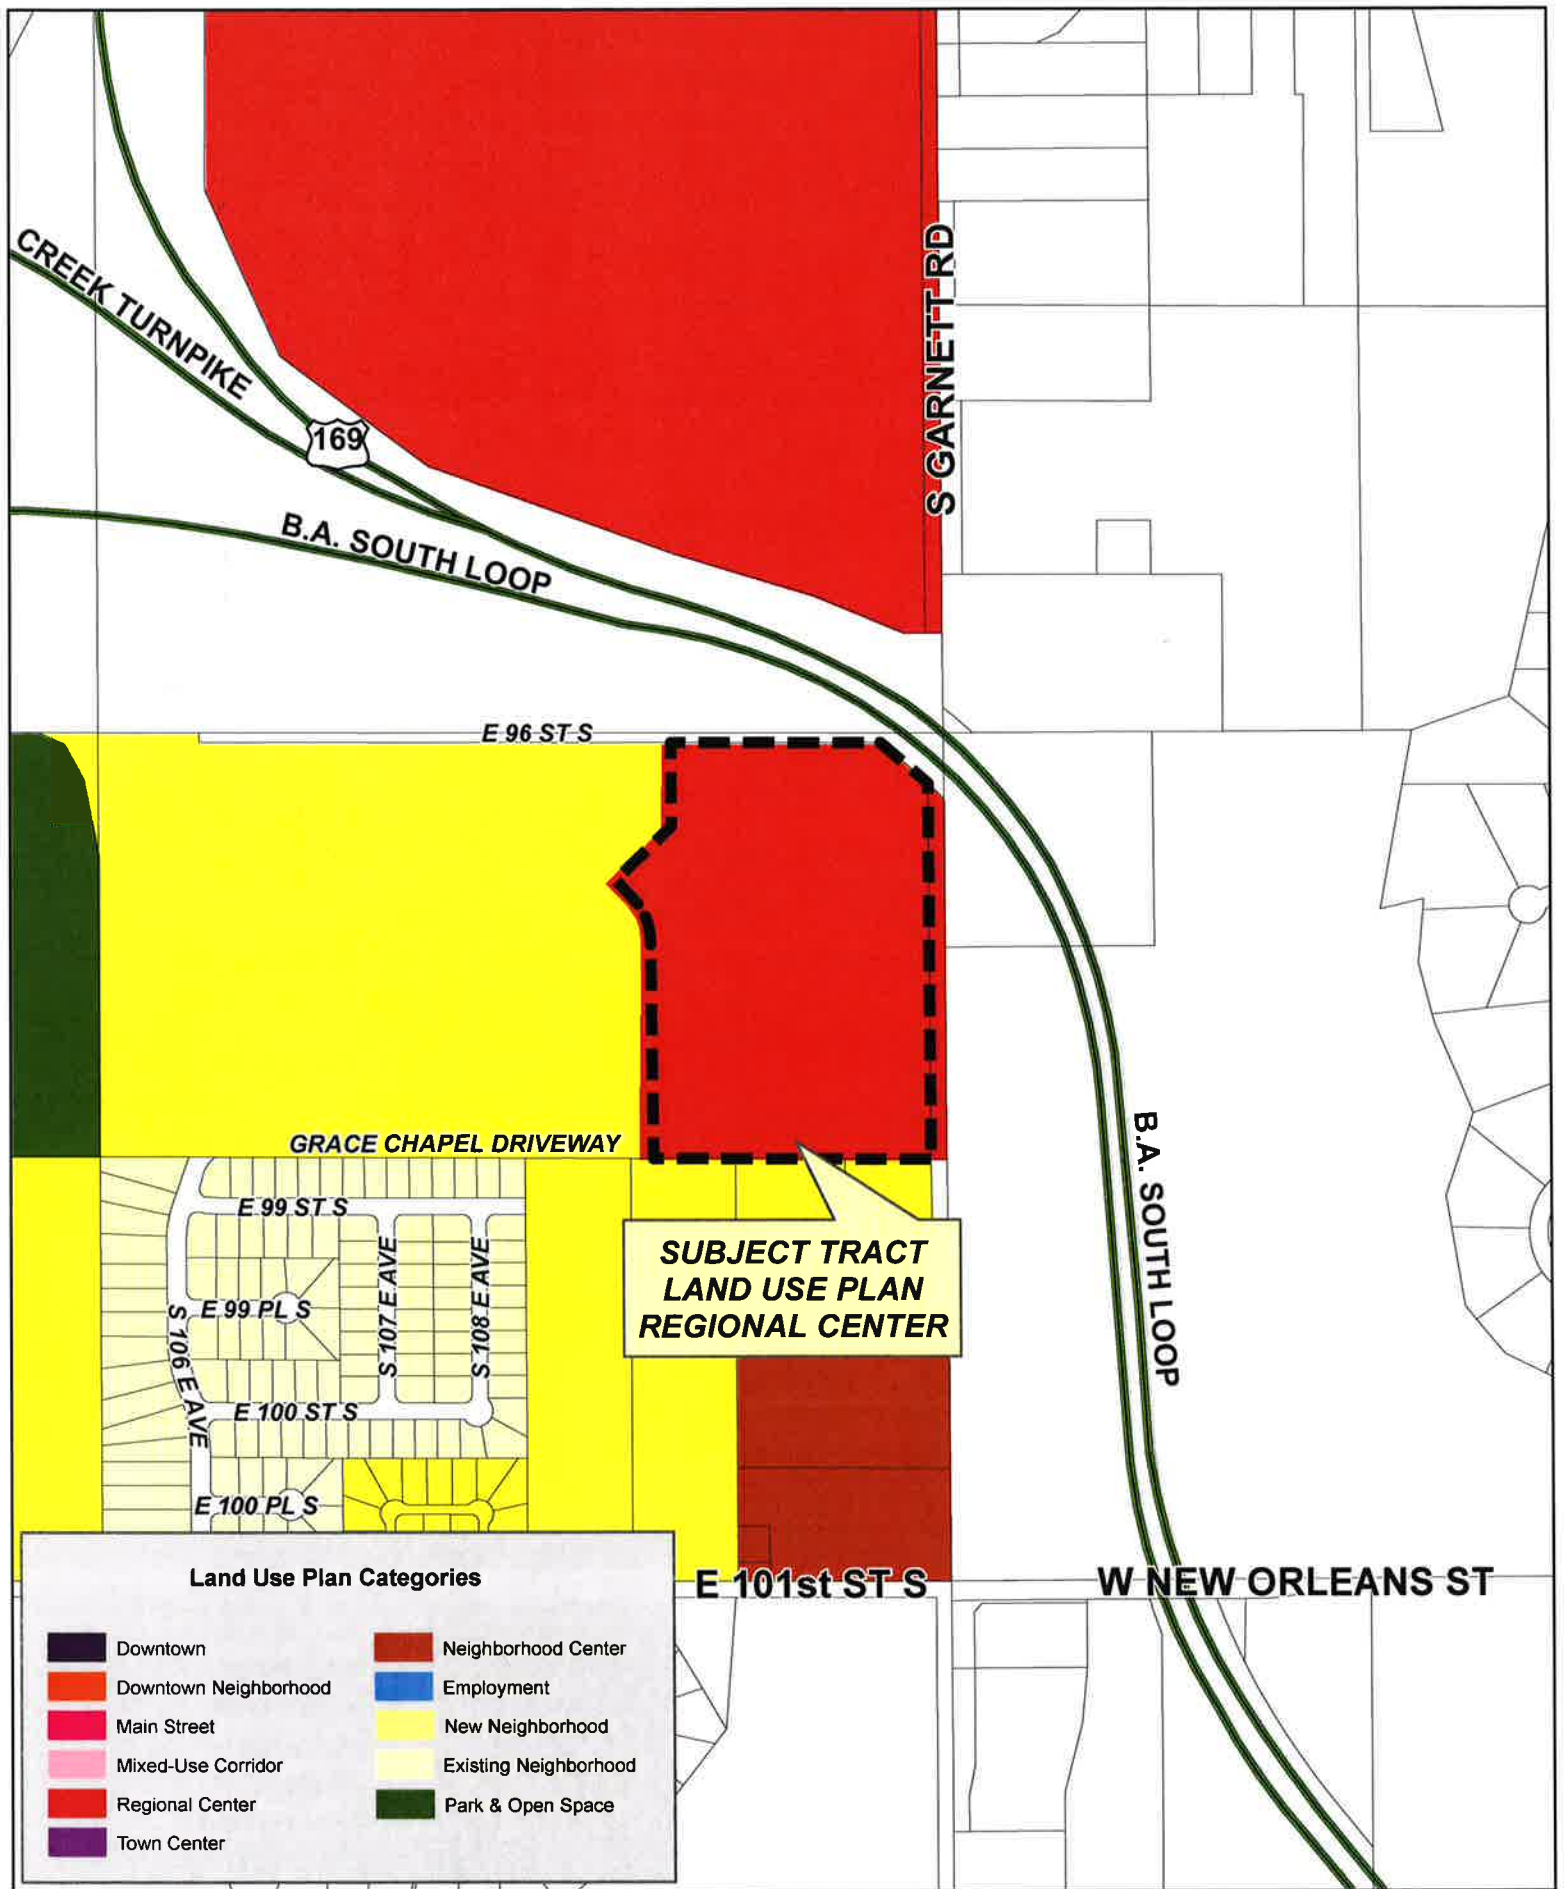 CREEK TURNPIKE
169
S GARNETT RD
B.A. SOUTH LOOP
E 96 ST S
GRACE CHAPEL DRIVEWAY
E 99 ST S
SUBJECT TRACT
LAND USE PLAN
REGIONAL CENTER
S 107 E AVE
S 108 E AVE
E 99 PL S
S 106 E AVE
B.A. SOUTH LOOP
E 100 ST S
E 100 PL S
E 101st ST S
W NEW ORLEANS ST
Land Use Plan Categories
Downtown
Downtown Neighborhood
Main Street
Mixed-Use Corridor
Regional Center
Town Center
Neighborhood Center
Employment
New Neighborhood
Existing Neighborhood
Park & Open Space